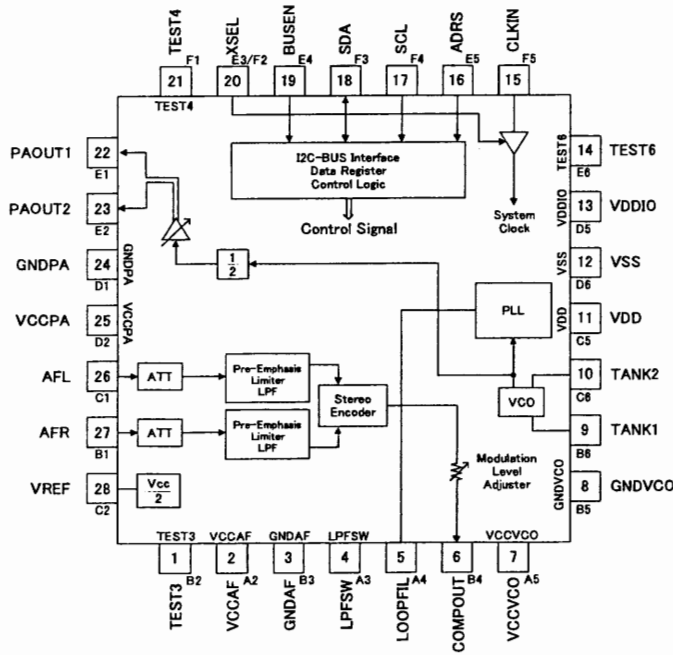 TEST4
XSEL
BUSEN
SDA
SCL
ADRS
CLKIN
F1
E3/F2
E4
F3
F4
E5
F5
21
20
19
18
17
16
15
TEST4
PAOUT1
22
E1
PAOUT2
23
E2
GNDPA
24
D1
GNDPA
VCCPA
25
D2
VCCPA
AFL
26
C1
AFR
27
B1
VREF
28
C2
I2C-BUS Interface
Data Register
Control Logic
Control Signal
System
Clock
1
2
PLL
VCO
ATT
Pre-Emphasis
Limiter
LPF
ATT
Pre-Emphasis
Limiter
LPF
Stereo
Encoder
Vcc
2
Modulation
Level
Adjuster
TEST6
14
TEST6
E6
VDDIO
13
VDDIO
D5
VSS
12
VSS
D6
VDD
11
VDD
C5
10
TANK2
C6
9
TANK1
B6
GNDVCO
8
GNDVCO
B5
TEST3
VCCAF
GNDAF
LPFSW
VCCVCO
1
2
3
4
5
6
7
B2
A2
B3
A3
A4
B4
A5
TEST3
VCCAF
GNDAF
LPFSW
LOOPFIL
COMPOUT
VCCVCO